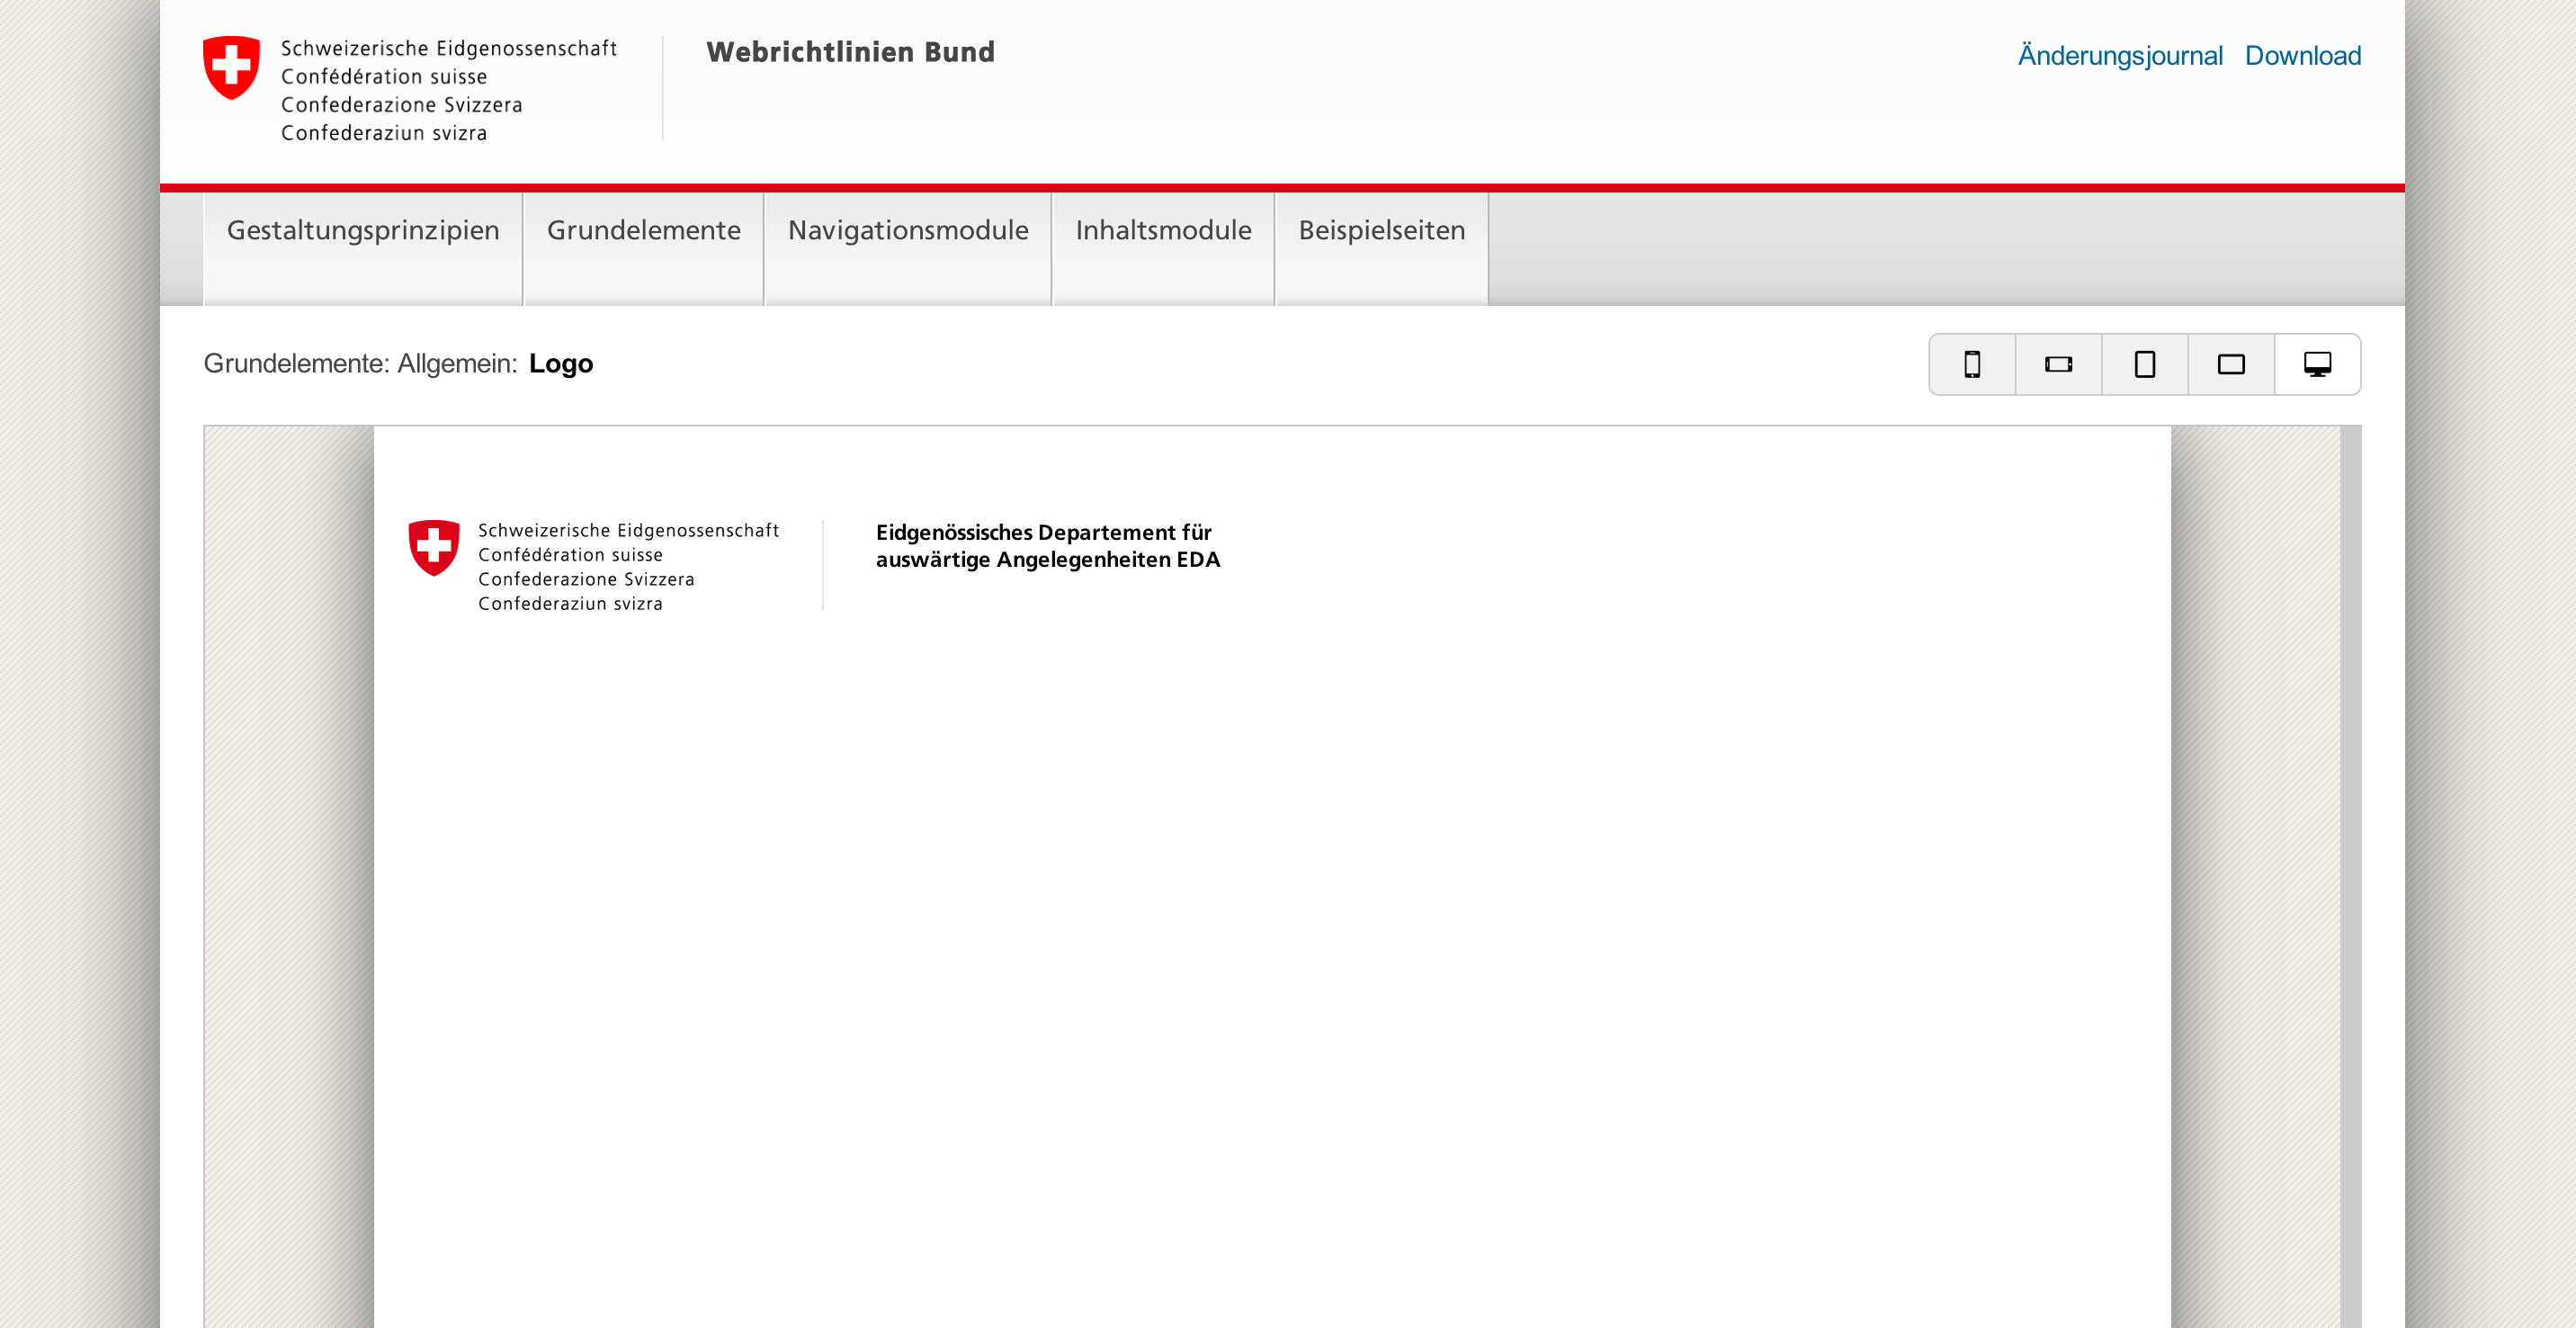 Schweizerische Eidgenossenschaft
Confédération suisse
Confederazione Svizzera
Confederaziun svizra
Webrichtlinien Bund
Änderungsjournal Download
Gestaltungsprinzipien Grundelemente Navigationsmodule Inhaltsmodule Beispielseiten
Grundelemente: Allgemein: Logo
Schweizerische Eidgenossenschaft
Confédération suisse
Confederazione Svizzera
Confederaziun svizra
Eidgenössisches Departement für
auswärtige Angelegenheiten EDA